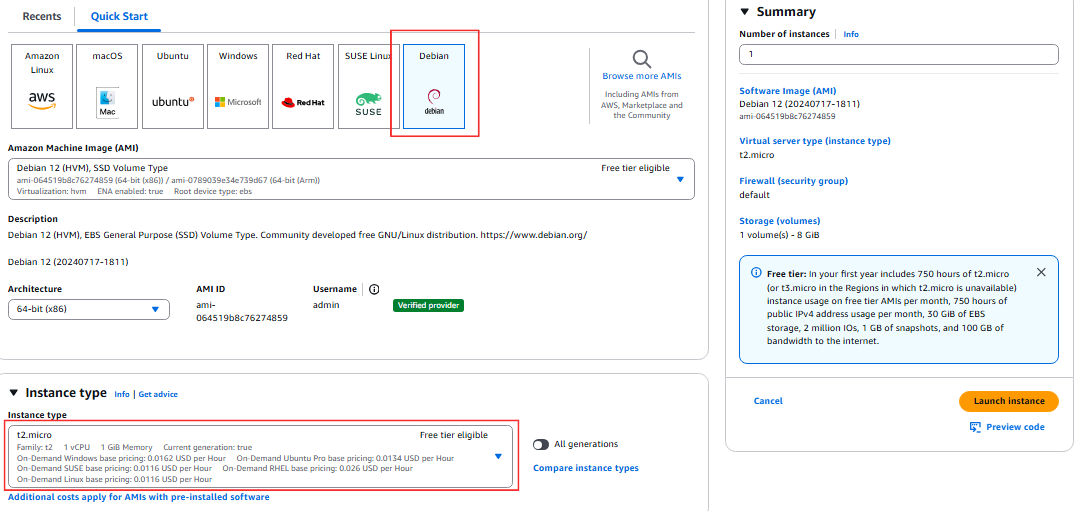 Recents
Quick Start
Amazon
Linux
aws
macOS
Mac
Ubuntu
ubuntu
Windows
Microsoft
Red Hat
Red Hat
SUSE Linux
SUSE
Debian
debian
Browse more AMIs
Including AMIs from
AWS, Marketplace and
the Community
Amazon Machine Image (AMI)
Debian 12 (HVM), SSD Volume Type
Free tier eligible
ami-064519b8c76274859 (64-bit (x86)) / ami-0789039e34e739d67 (64-bit (Arm))
Virtualization: hvm ENA enabled: true Root device type: ebs
Description
Debian 12 (HVM), EBS General Purpose (SSD) Volume Type. Community developed free GNU/Linux distribution. https://www.debian.org/
Debian 12 (20240717-1811)
Architecture
64-bit (x86)
AMI ID
ami-
064519b8c76274859
Username
admin
Verified provider
Instance type Info | Get advice
Instance type
t2.micro
Free tier eligible
Family: t2 1 vCPU 1 GiB Memory Current generation: true
On-Demand Windows base pricing: 0.0162 USD per Hour On-Demand Ubuntu Pro base pricing: 0.0134 USD per Hour
On-Demand SUSE base pricing: 0.0116 USD per Hour On-Demand RHEL base pricing: 0.026 USD per Hour
On-Demand Linux base pricing: 0.0116 USD per Hour
All generations
Compare instance types
Additional costs apply for AMIs with pre-installed software
Summary
Number of instances Info
1
Software Image (AMI)
Debian 12 (20240717-1811)
ami-064519b8c76274859
Virtual server type (instance type)
t2.micro
Firewall (security group)
default
Storage (volumes)
1 volume(s) - 8 GiB
Free tier: In your first year includes 750 hours of t2.micro
(or t3.micro in the Regions in which t2.micro is unavailable)
instance usage on free tier AMIs per month, 750 hours of
public IPv4 address usage per month, 30 GiB of EBS
storage, 2 million IOs, 1 GB of snapshots, and 100 GB of
bandwidth to the internet.
Cancel
Launch instance
Preview code